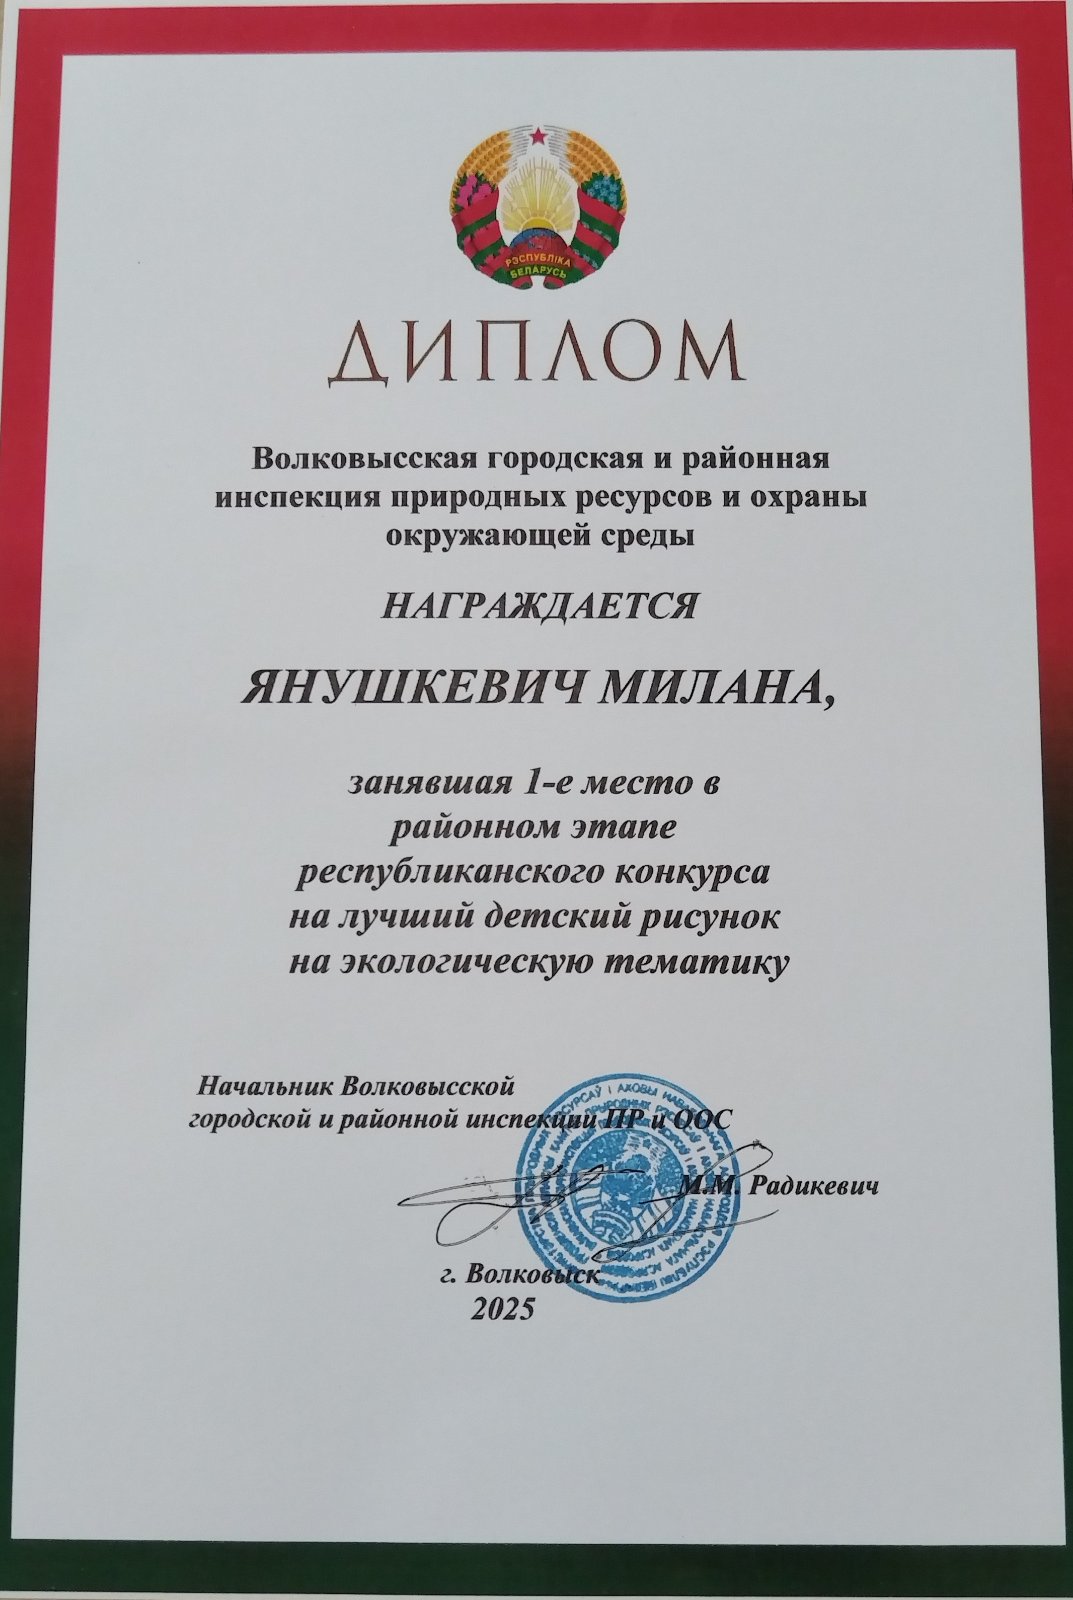 РЭСПУБЛІКА
БЕЛАРУСЬ
ДИПЛОМ
Волковысская городская и районная
инспекция природных ресурсов и охраны
окружающей среды
НАГРАЖДАЕТСЯ
ЯНУШКЕВИЧ МИЛАНА,
занявшая 1-е место в
районном этапе
республиканского конкурса
на лучший детский рисунок
на экологическую тематику
Начальник Волковысской
городской и районной инспекции ПР и ООС
М.М. Радикевич
г. Волковыск
2025